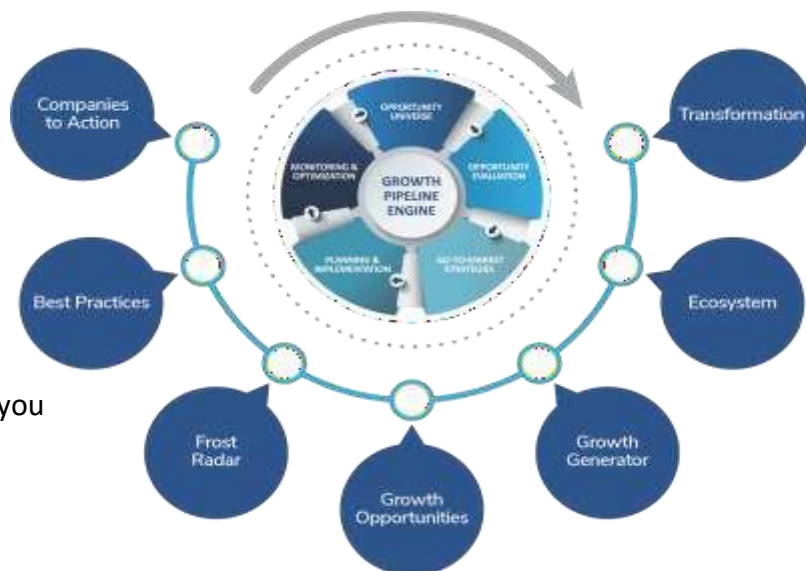 Companies
to Action
Transformation
OPPORTUNITY
UNIVERSE
MONITORING &
OPTIMIZATION
OPPORTUNITY
EVALUATION
GROWTH
PIPELINE
ENGINE
PLANNING &
IMPLEMENTATION
GO-TO-MARKET
STRATEGIES
Best Practices
Ecosystem
you
Frost
Radar
Growth
Generator
Growth
Opportunities